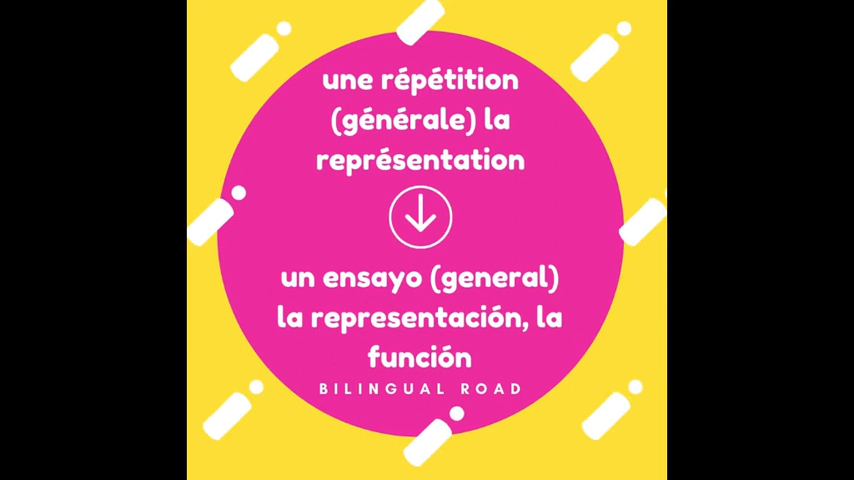 une répétition
(générale) la
représentation
un ensayo (general)
la representación, la
función
BILINGUAL ROAD